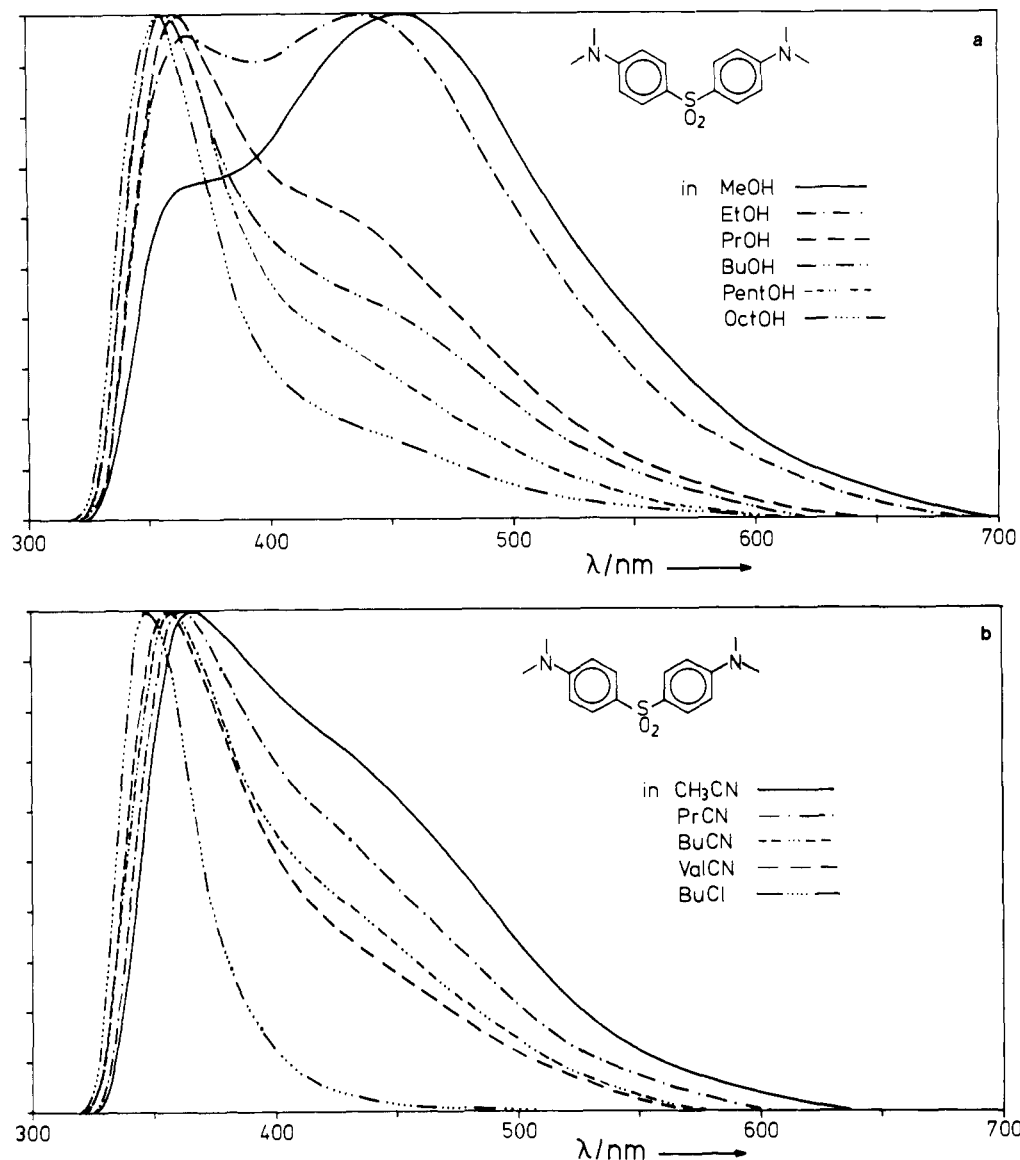 a
N N
S
O2
in MeOH
EtOH
PrOH
BuOH
PentOH
OctOH
300 400 500 600 700
λ/nm
b
N N
S
O2
in CH3CN
PrCN
BuCN
ValCN
BuCl
300 400 500 600 700
λ/nm